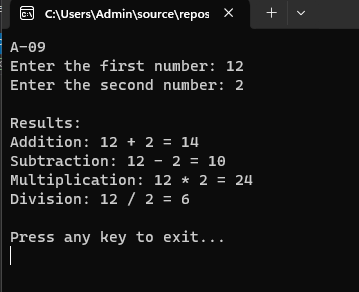 C:\Users\Admin\source\repos
A-09
Enter the first number: 12
Enter the second number: 2
Results:
Addition: 12 + 2 = 14
Subtraction: 12 - 2 = 10
Multiplication: 12 * 2 = 24
Division: 12 / 2 = 6
Press any key to exit...